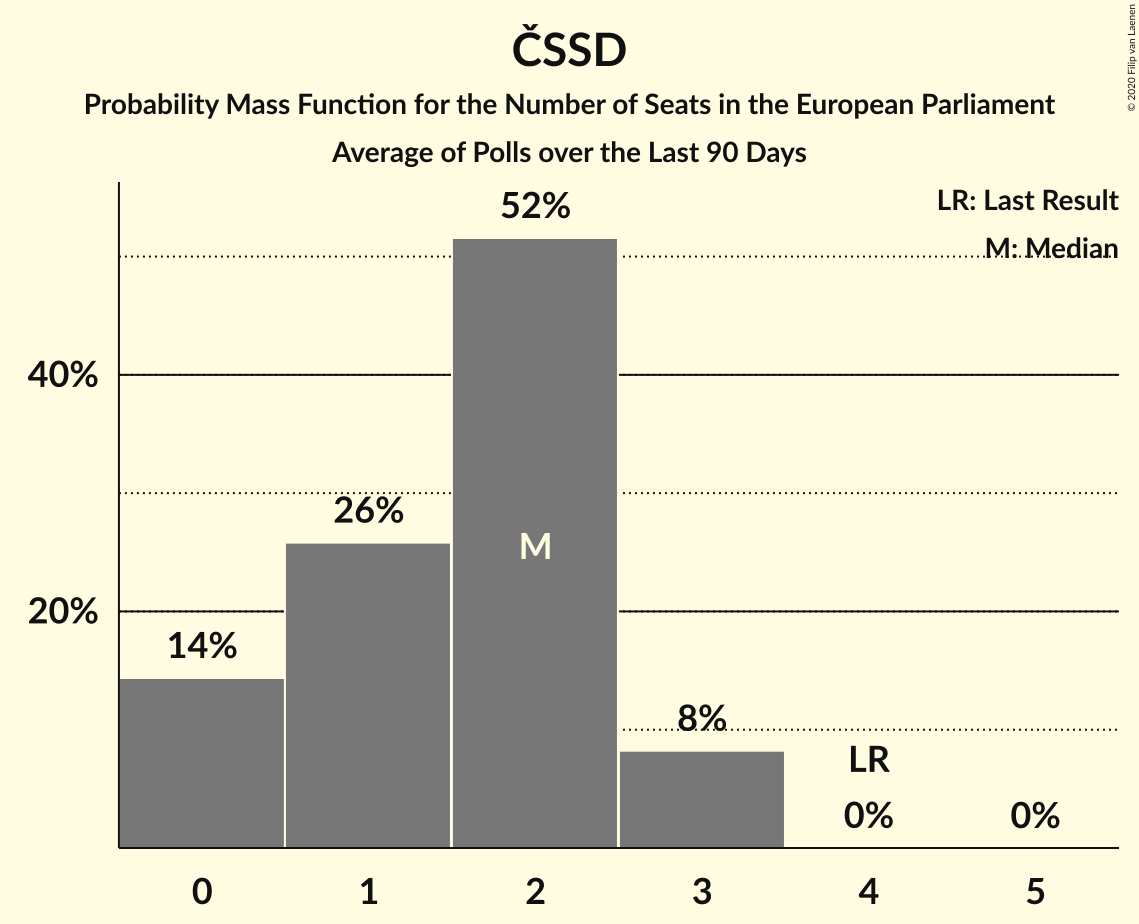 ČSSD
Probability Mass Function for the Number of Seats in the European Parliament
Average of Polls over the Last 90 Days
© 2020 Filip van Laenen
LR: Last Result
M: Median
52%
40%
26%
M
20%
14%
8%
LR
0%
0%
0 1 2 3 4 5